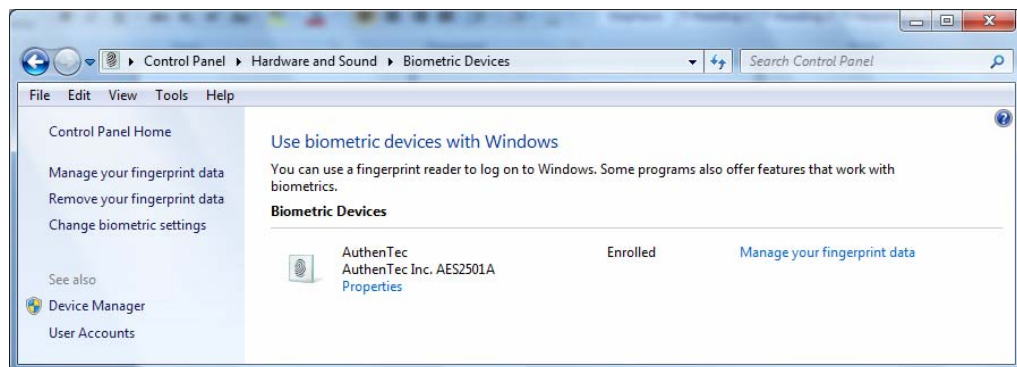 Control Panel ▸ Hardware and Sound ▸ Biometric Devices
Search Control Panel
File Edit View Tools Help
Control Panel Home
Manage your fingerprint data
Remove your fingerprint data
Change biometric settings
See also
Device Manager
User Accounts
Use biometric devices with Windows
You can use a fingerprint reader to log on to Windows. Some programs also offer features that work with
biometrics.
Biometric Devices
AuthenTec Enrolled Manage your fingerprint data
AuthenTec Inc. AES2501A
Properties